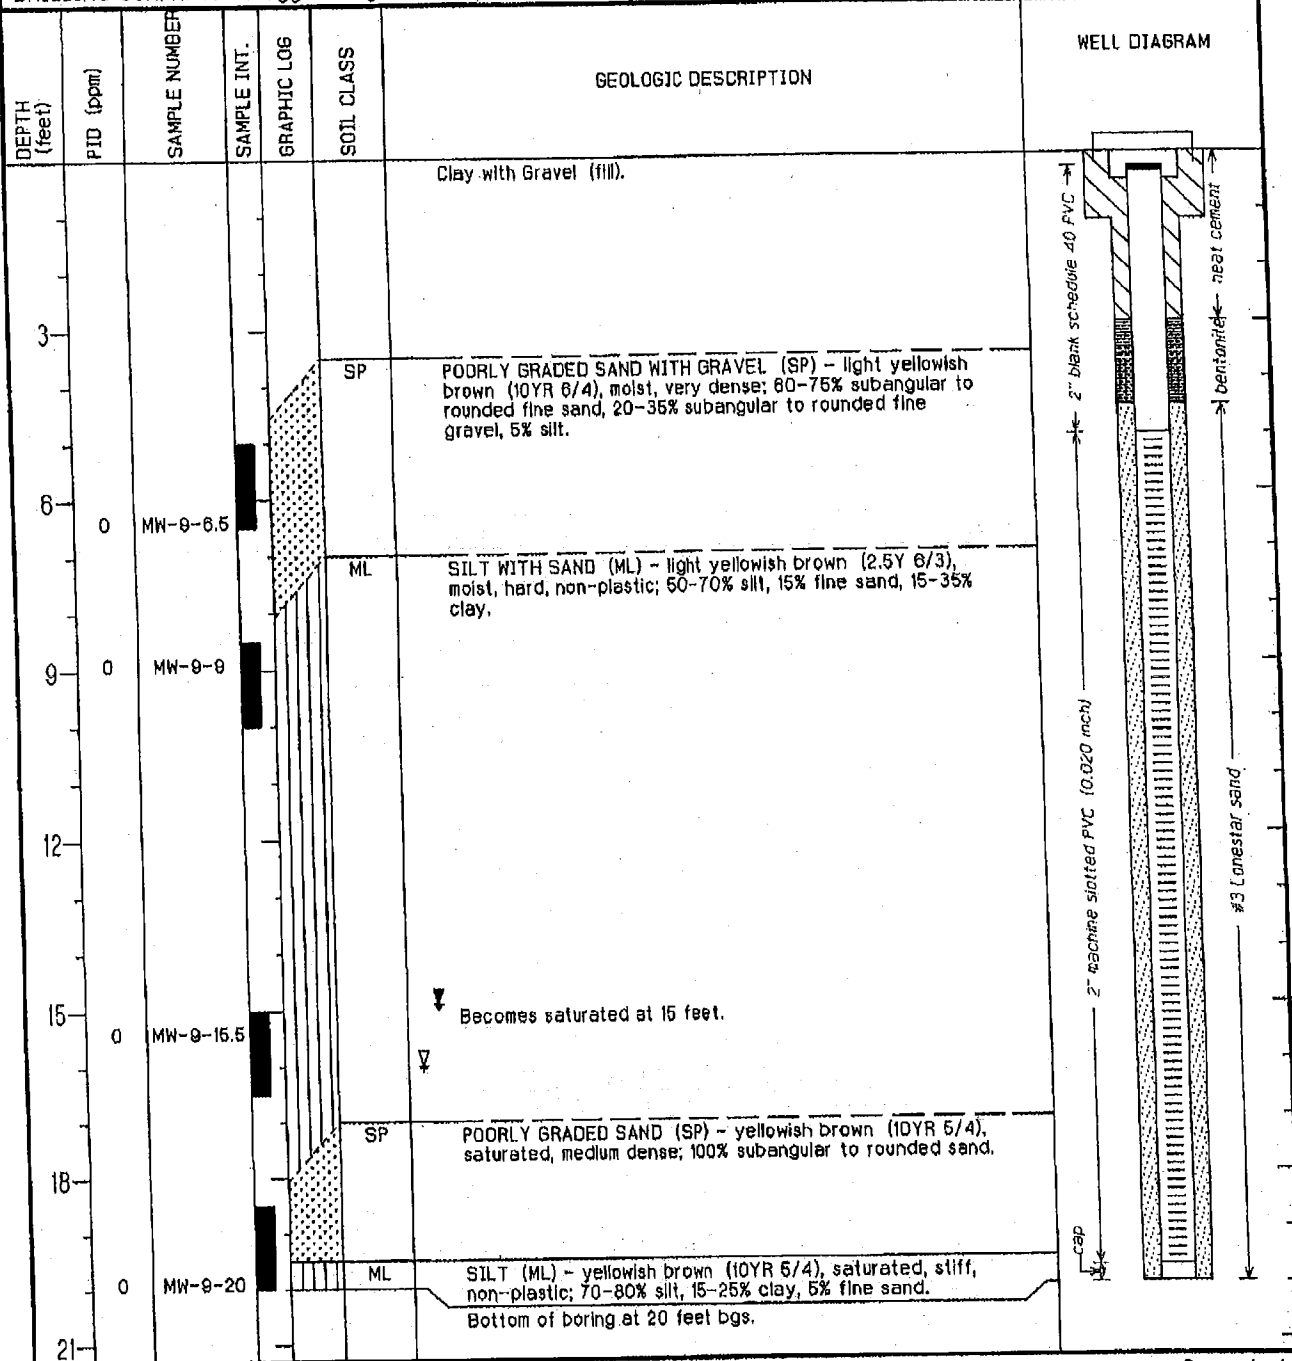 DEPTH (feet)
PID (ppm)
SAMPLE NUMBER
SAMPLE INT.
GRAPHIC LOG
SOIL CLASS
GEOLOGIC DESCRIPTION
WELL DIAGRAM
Clay with Gravel (fill).
3
SP
POORLY GRADED SAND WITH GRAVEL (SP) - light yellowish
brown (10YR 6/4), moist, very dense; 60-75% subangular to
rounded fine sand, 20-35% subangular to rounded fine
gravel, 5% silt.
6
0
MW-9-6.5
ML
SILT WITH SAND (ML) - light yellowish brown (2.5Y 6/3),
moist, hard, non-plastic; 50-70% silt, 15% fine sand, 15-35%
clay.
9
0
MW-9-9
12
15
Becomes saturated at 15 feet.
0
MW-9-15.5
SP
POORLY GRADED SAND (SP) - yellowish brown (10YR 5/4),
saturated, medium dense; 100% subangular to rounded sand.
18
0
MW-9-20
ML
SILT (ML) - yellowish brown (10YR 5/4), saturated, stiff,
non-plastic; 70-80% silt, 15-25% clay, 5% fine sand.
Bottom of boring at 20 feet bgs.
21
2" blank schedule 40 PVC
2" machine slotted PVC (0.020 inch)
cap
neat cement
bentonite
#3 Lonestar sand